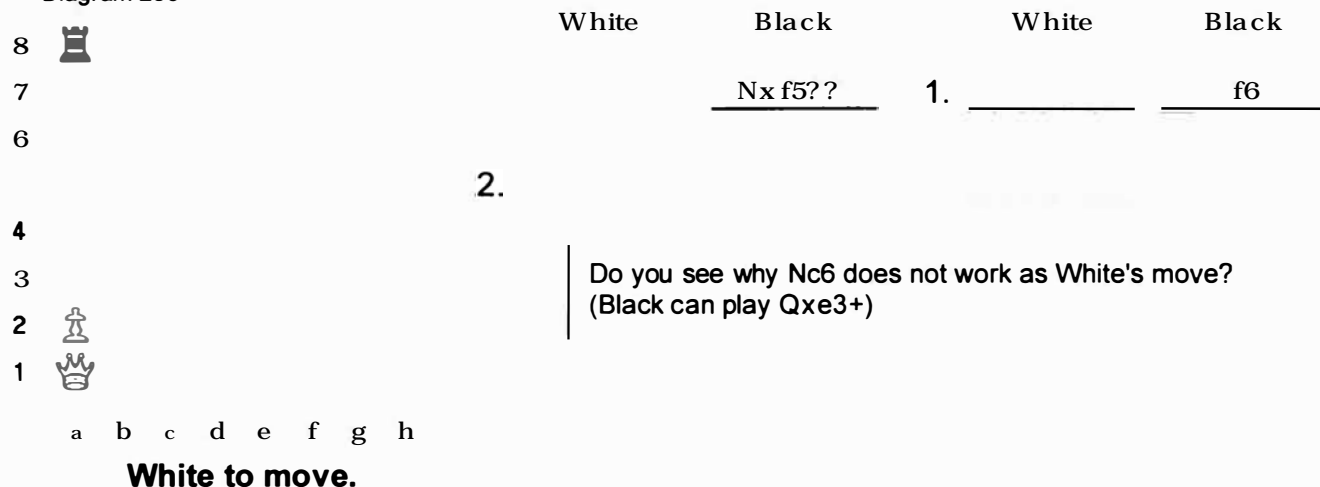 White Black White Black
8
7 Nxf5?? 1. f6
6
2.
4
3 Do you see why Nc6 does not work as White's move?
2 (Black can play Qxe3+)
1
a b c d e f g h
White to move.